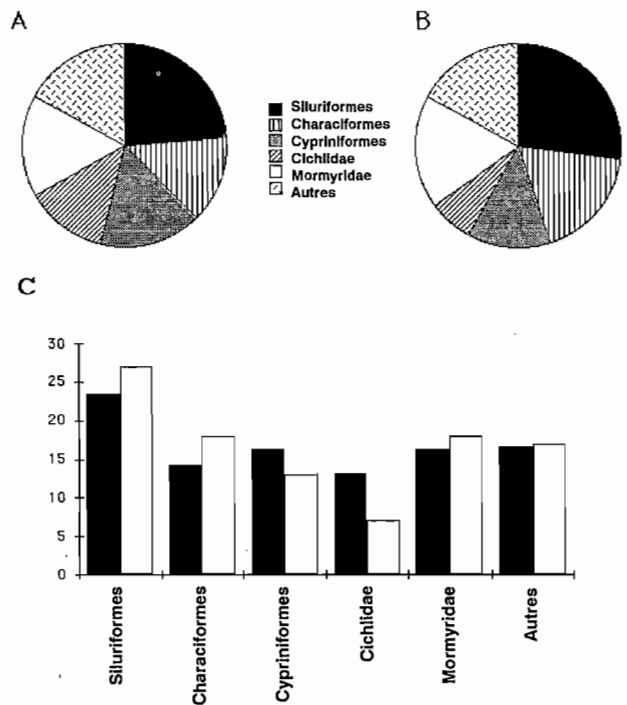 A
B
Siluriformes
Characiformes
Cypriniformes
Cichlidae
Mormyridae
Autres
C
30
25
20
15
10
5
0
Siluriformes
Characiformes
Cypriniformes
Cichlidae
Mormyridae
Autres